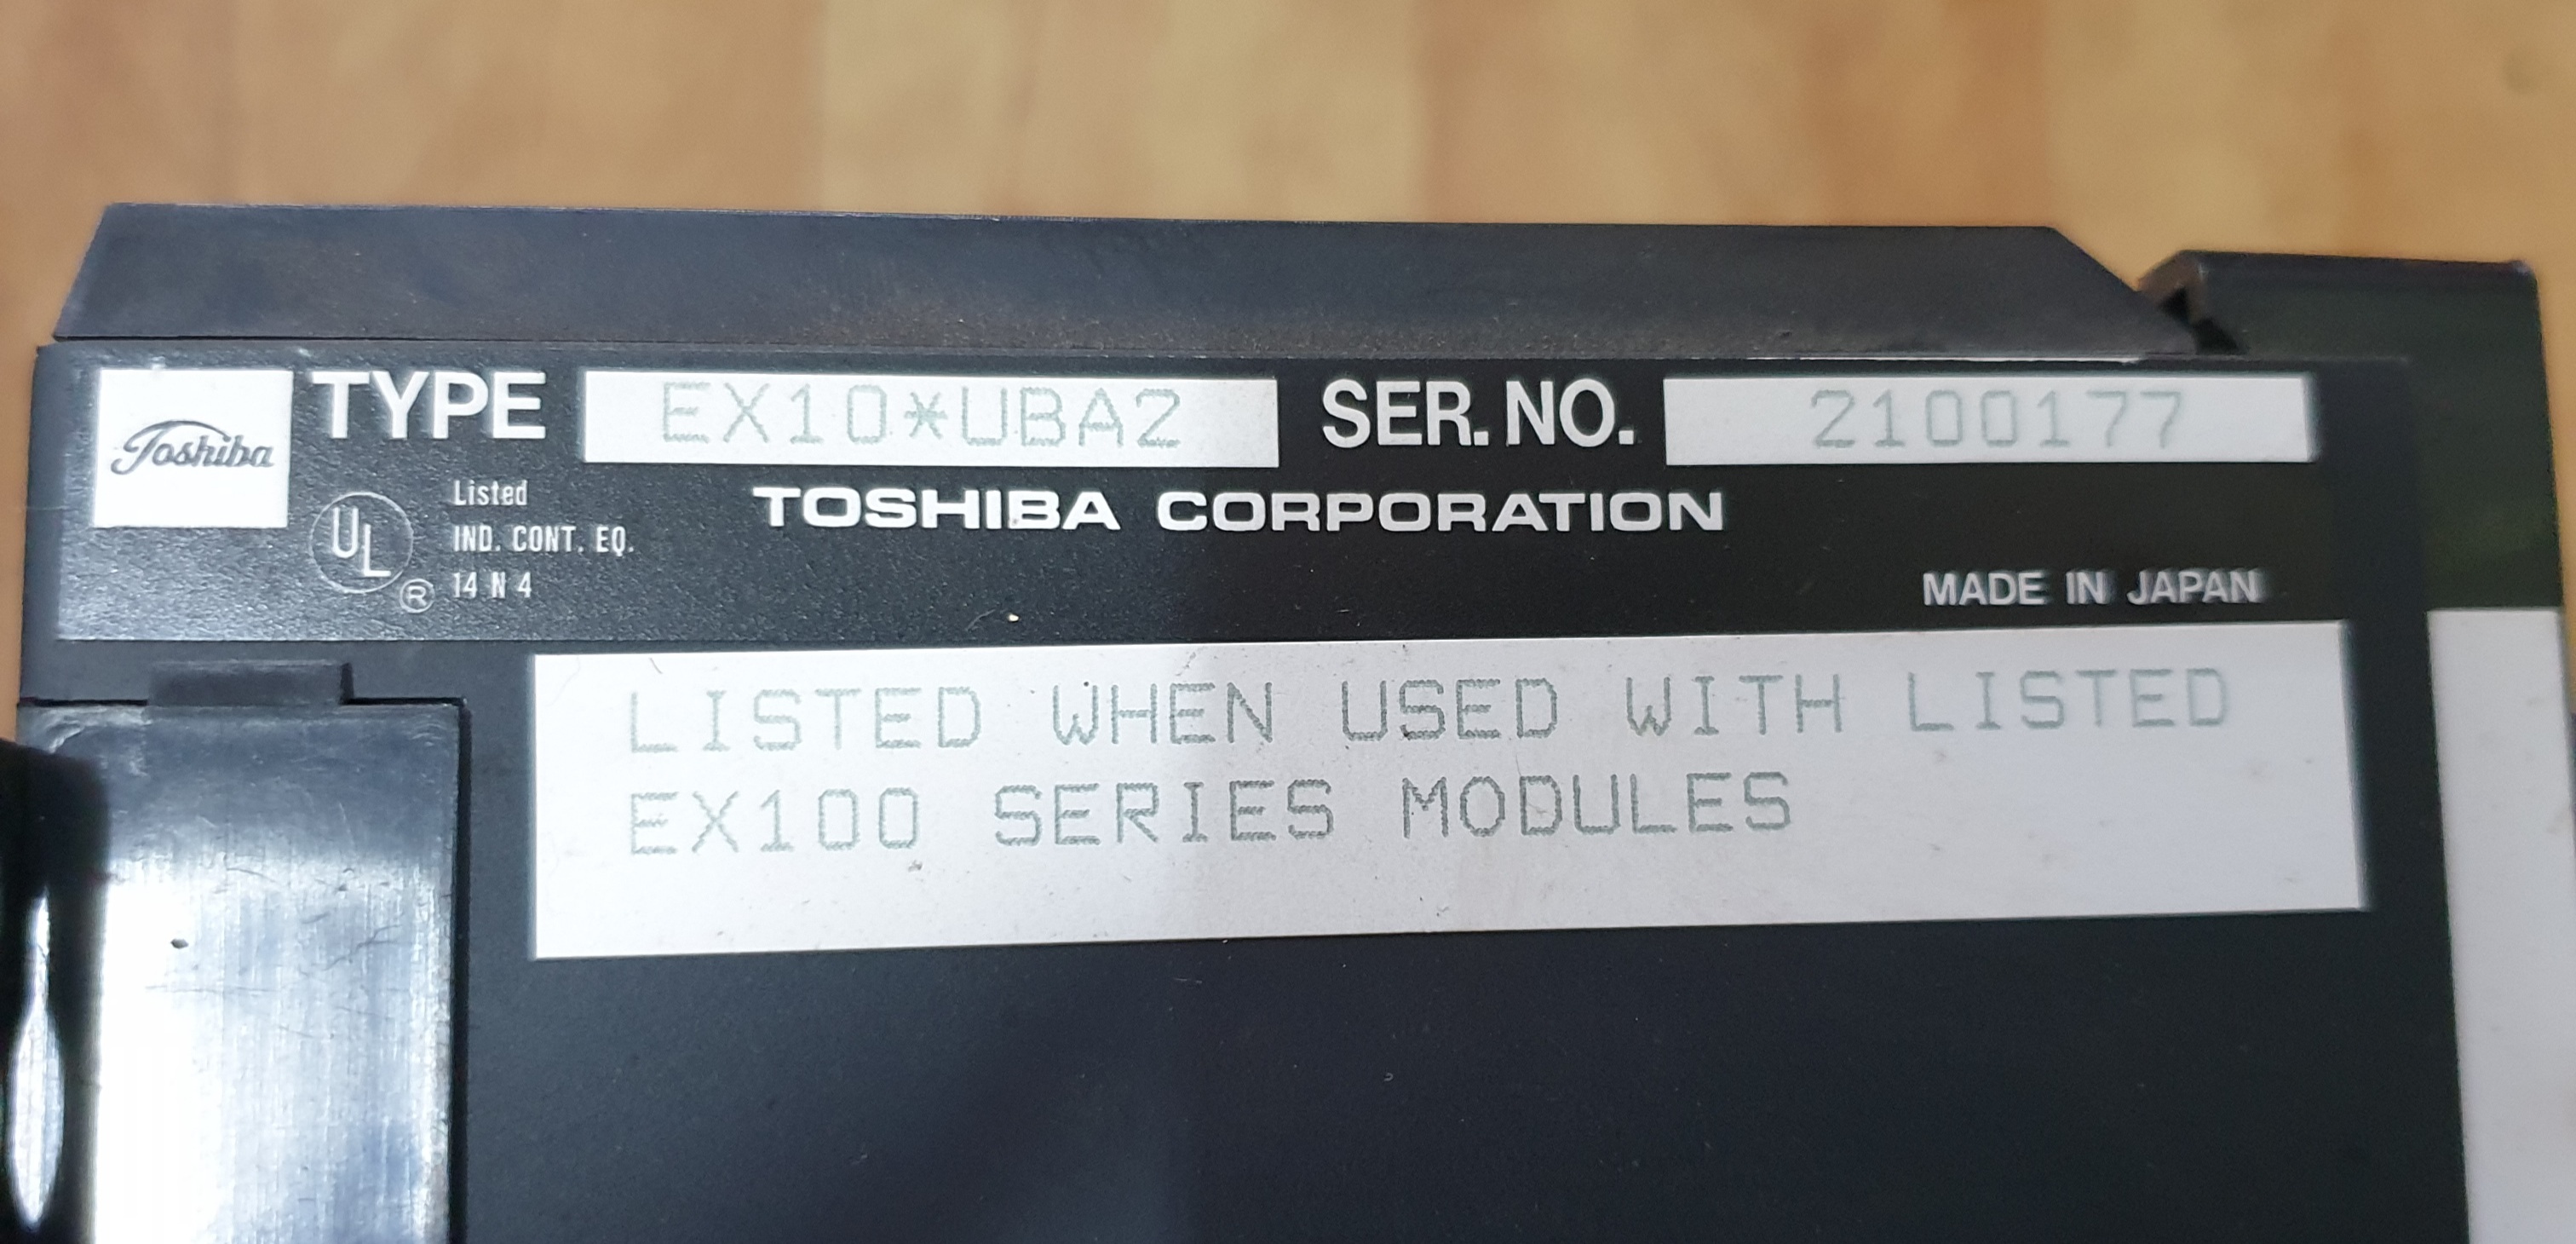 Toshiba TYPE EX10*UBA2 SER. NO. 2100177
UL Listed
IND. CONT. EQ.
® 14 N 4
TOSHIBA CORPORATION
MADE IN JAPAN
LISTED WHEN USED WITH LISTED
EX100 SERIES MODULES